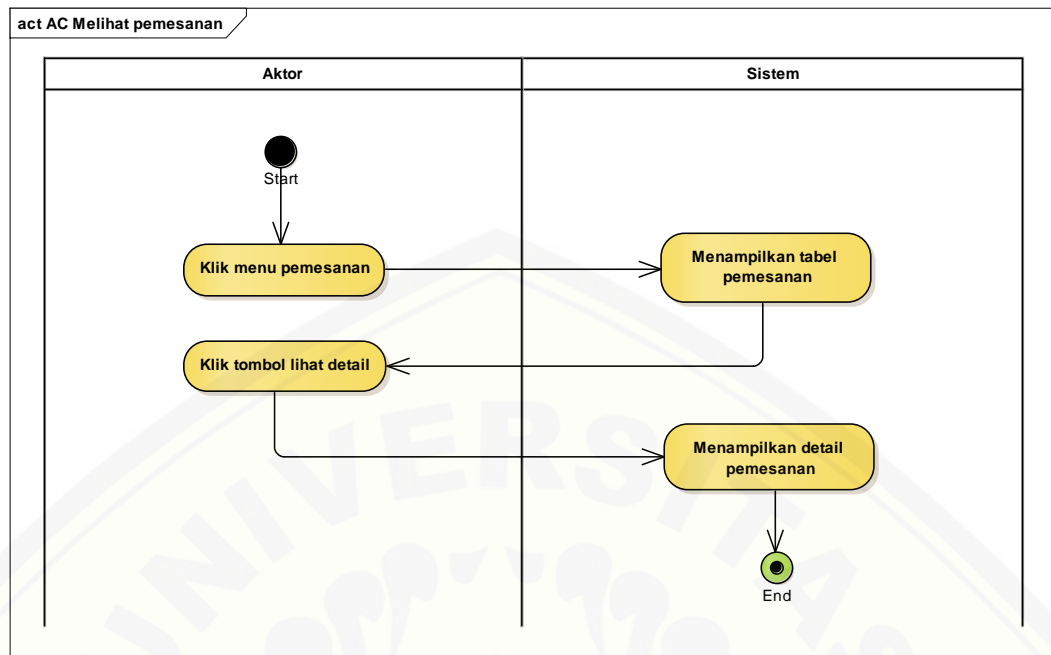 act AC Melihat pemesanan
Aktor
Sistem
Start
Klik menu pemesanan
Menampilkan tabel
pemesanan
Klik tombol lihat detail
Menampilkan detail
pemesanan
End
UNIVERSITAS